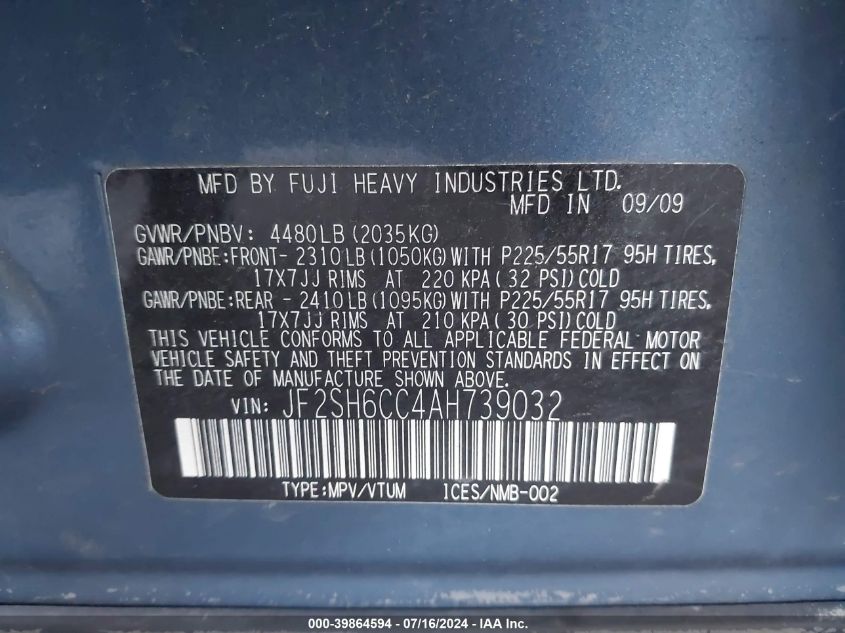 MFD BY FUJI HEAVY INDUSTRIES LTD.
MFD IN 09/09
GVWR/PNBV: 4480LB (2035KG)
GAWR/PNBE:FRONT- 2310 LB (1050KG) WITH P225/55R17 95H TIRES,
17X7JJ RIMS AT 220 KPA ( 32 PSI) COLD
GAWR/PNBE:REAR - 2410 LB (1095KG) WITH P225/55R17 95H TIRES,
17X7JJ RIMS AT 210 KPA ( 30 PSI) COLD
THIS VEHICLE CONFORMS TO ALL APPLICABLE FEDERAL MOTOR
VEHICLE SAFETY AND THEFT PREVENTION STANDARDS IN EFFECT ON
THE DATE OF MANUFACTURE SHOWN ABOVE.
VIN: JF2SH6CC4AH739032
TYPE:MPV/VTUM ICES/NMB-002
000-39864594 - 07/16/2024 - IAA Inc.